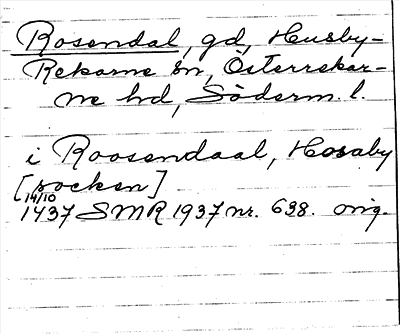 Rosendal, gd, Husby-
Rekarne sn, Österrekar-
ne hd, Söderm. l.
i Roosendaal, Hosaby
[socken]
14/10
1437 SMR 1937 nr. 638. orig.